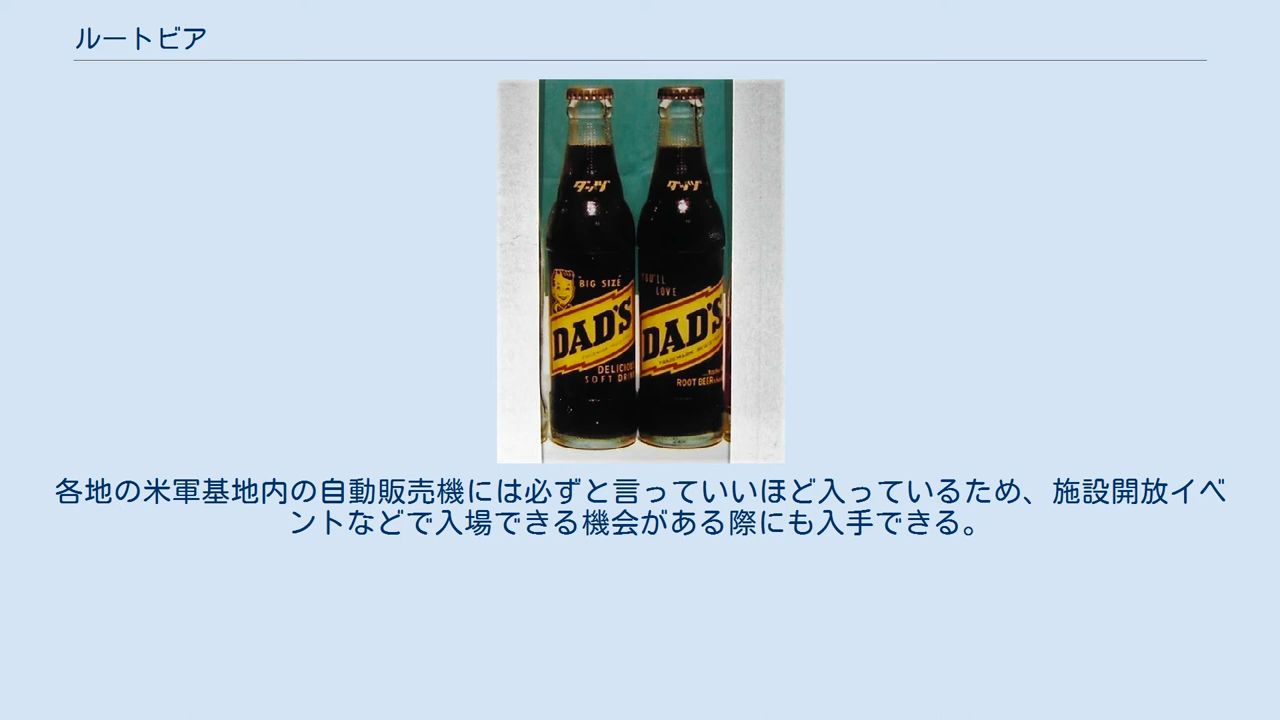 ルートビア
ダッヅ
ダッヅ
"BIG SIZE"
YOU'LL
LOVE
DAD'S
DAD'S
DELICIOUS
SOFT DRINK
ROOT BEER
各地の米軍基地内の自動販売機には必ずと言っていいほど入っているため、施設開放イベ
ントなどで入場できる機会がある際にも入手できる。